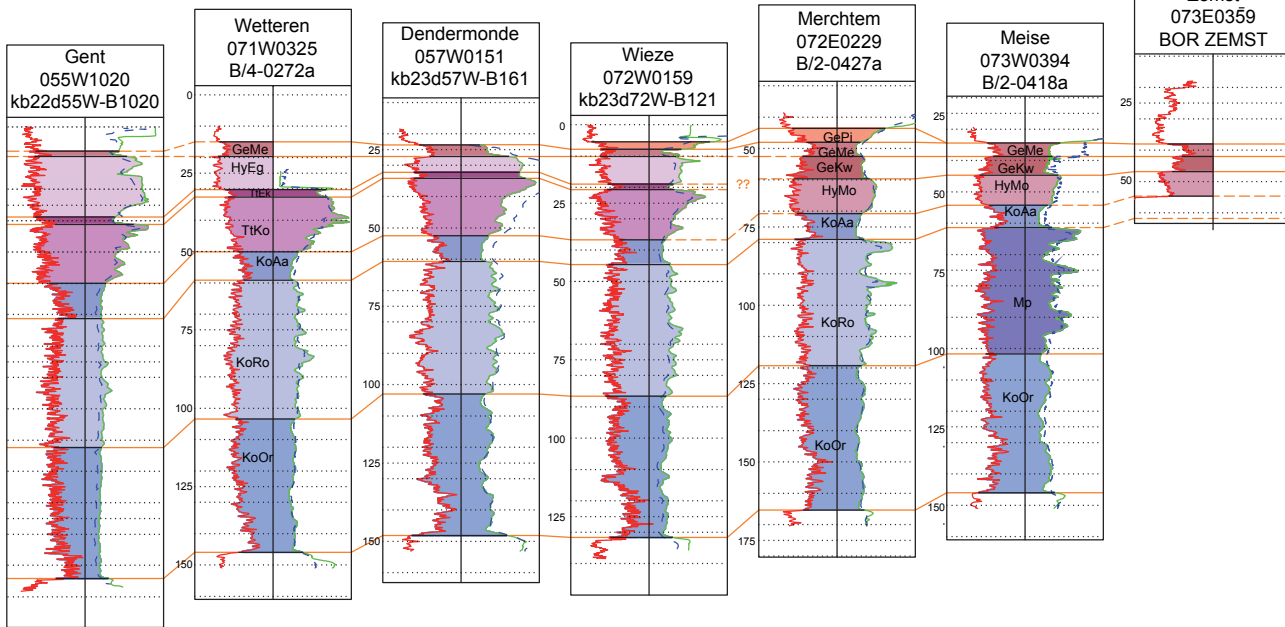 Gent
055W1020
kb22d55W-B1020
Wetteren
071W0325
B/4-0272a
0
GeMe
HyEg
25
TtEk
TtKo
50
KoAa
75
KoRo
100
KoOr
125
150
Dendermonde
057W0151
kb23d57W-B161
25
50
75
100
125
150
Wieze
072W0159
kb23d72W-B121
0
25
50
75
100
125
Merchtem
072E0229
B/2-0427a
GePi
50
GeMe
GeKw
??
HyMo
75
KoAa
100
KoRo
125
KoOr
150
175
Meise
073W0394
B/2-0418a
25
GeMe
GeKw
50
HyMo
KoAa
75
Mp
100
KoOr
125
150
Zemst
073E0359
BOR ZEMST
25
50